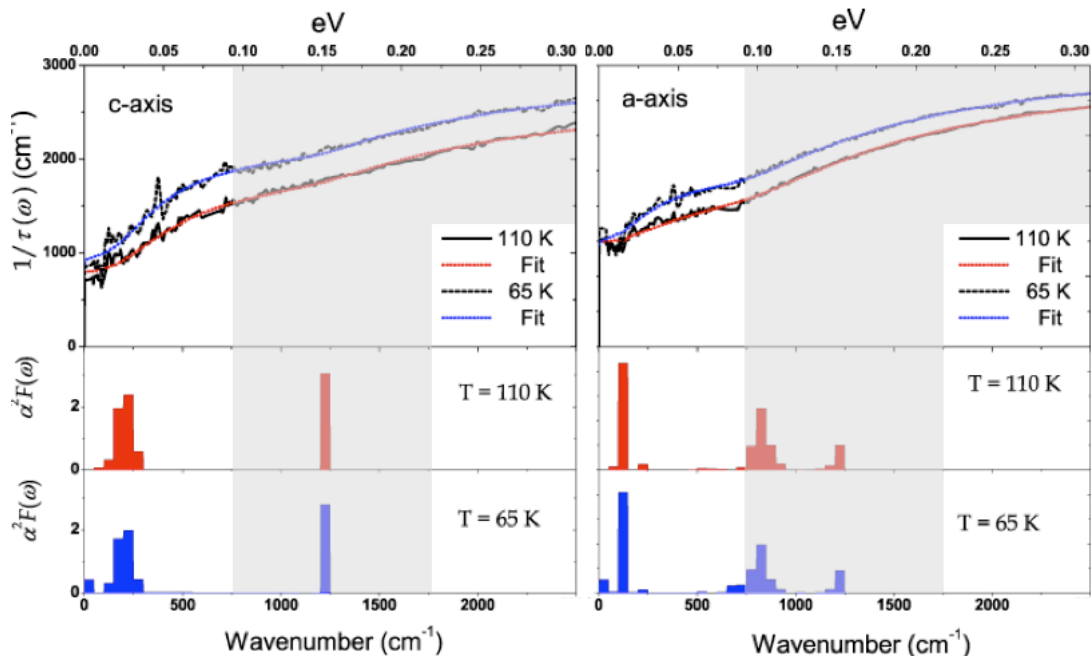 eV
eV
0.00 0.05 0.10 0.15 0.20 0.25 0.30
0.00 0.05 0.10 0.15 0.20 0.25 0.30
3000
2000
1000
0
1/τ(ω) (cm⁻¹)
c-axis
110 K
Fit
65 K
Fit
a-axis
110 K
Fit
65 K
Fit
α²F(ω)
2
0
T = 110 K
T = 110 K
α²F(ω)
2
0
T = 65 K
T = 65 K
0 500 1000 1500 2000
0 500 1000 1500 2000
Wavenumber (cm⁻¹)
Wavenumber (cm⁻¹)